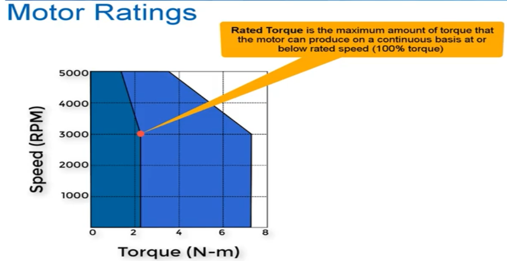 Motor Ratings
Rated Torque is the maximum amount of torque that
the motor can produce on a continuous basis at or
below rated speed (100% torque)
5000
4000
3000
2000
1000
Speed (RPM)
0 2 4 6 8
Torque (N-m)